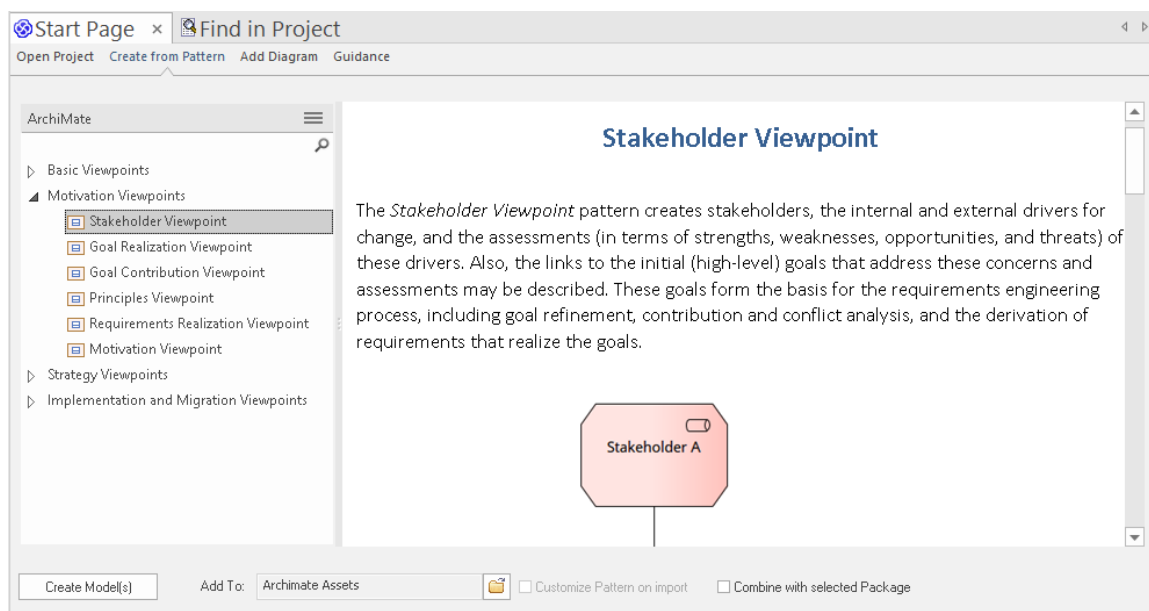 Start Page × Find in Project
Open Project Create from Pattern Add Diagram Guidance
ArchiMate
Basic Viewpoints
Motivation Viewpoints
Stakeholder Viewpoint
Goal Realization Viewpoint
Goal Contribution Viewpoint
Principles Viewpoint
Requirements Realization Viewpoint
Motivation Viewpoint
Strategy Viewpoints
Implementation and Migration Viewpoints
Stakeholder Viewpoint
The Stakeholder Viewpoint pattern creates stakeholders, the internal and external drivers for
change, and the assessments (in terms of strengths, weaknesses, opportunities, and threats) of
these drivers. Also, the links to the initial (high-level) goals that address these concerns and
assessments may be described. These goals form the basis for the requirements engineering
process, including goal refinement, contribution and conflict analysis, and the derivation of
requirements that realize the goals.
Stakeholder A
Create Model(s) Add To: Archimate Assets Customize Pattern on import Combine with selected Package